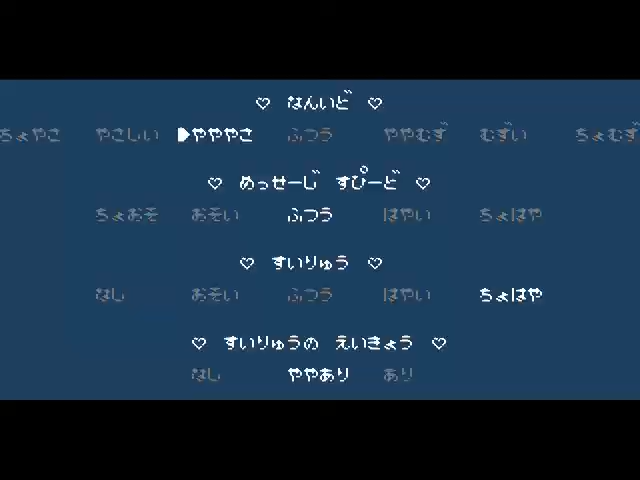 ♡ なんいど ♡
ちょやさ やさしい ▶やややさ ふつう ややむず むずい ちょむず
♡ めっせーじ すぴーど ♡
ちょおそ おそい ふつう はやい ちょはや
♡ すいりゅう ♡
なし おそい ふつう はやい ちょはや
♡ すいりゅうの えいきょう ♡
なし ややあり あり